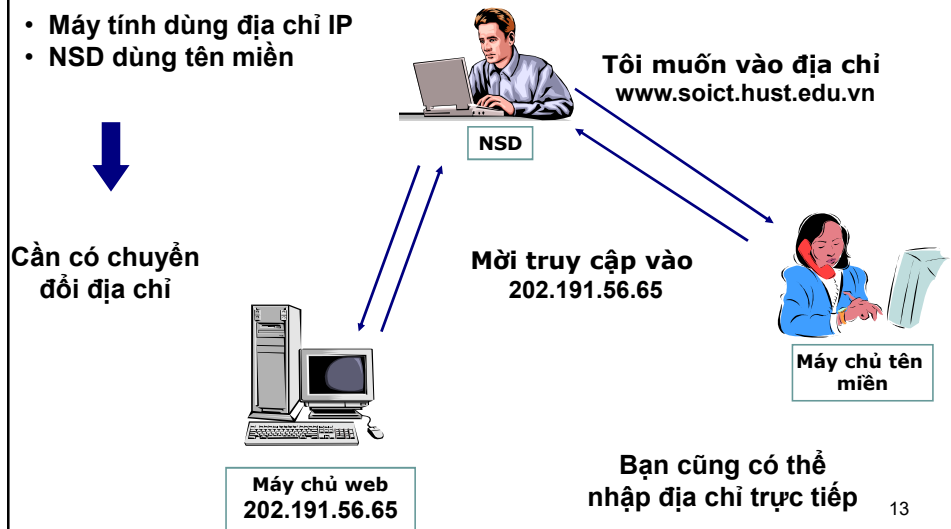 • Máy tính dùng địa chỉ IP
• NSD dùng tên miền
Tôi muốn vào địa chỉ
www.soict.hust.edu.vn
NSD
Cần có chuyển
đổi địa chỉ
Mời truy cập vào
202.191.56.65
Máy chủ tên
miền
Máy chủ web
202.191.56.65
Bạn cũng có thể
nhập địa chỉ trực tiếp
13